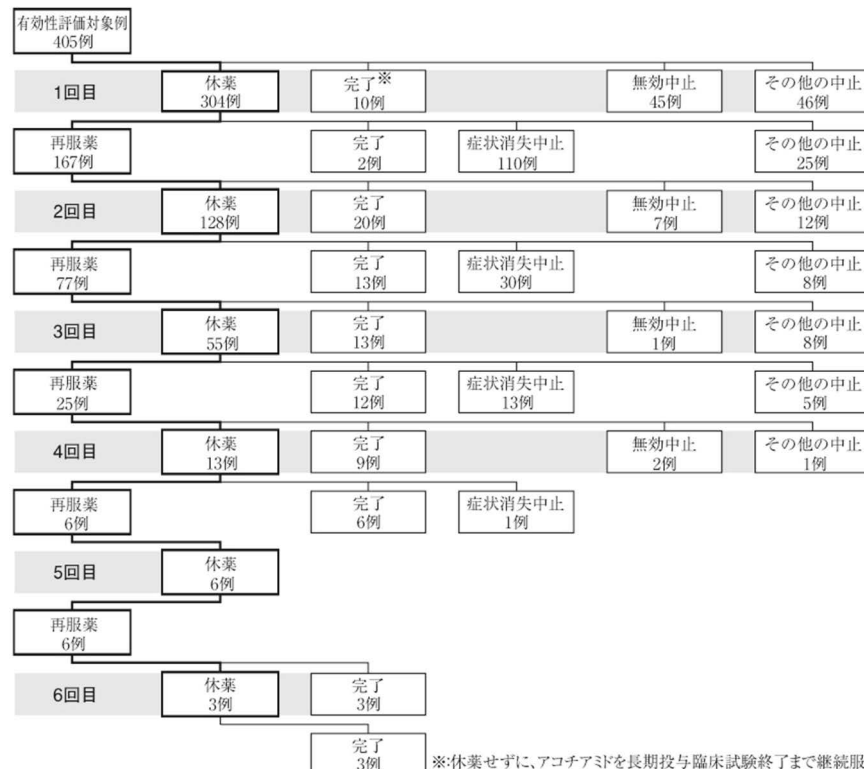 有効性評価対象例
405例
1回目
休薬
304例
完了※
10例
無効中止
45例
その他の中止
46例
再服薬
167例
完了
2例
症状消失中止
110例
その他の中止
25例
2回目
休薬
128例
完了
20例
無効中止
7例
その他の中止
12例
再服薬
77例
完了
13例
症状消失中止
30例
その他の中止
8例
3回目
休薬
55例
完了
13例
無効中止
1例
その他の中止
8例
再服薬
25例
完了
12例
症状消失中止
13例
その他の中止
5例
4回目
休薬
13例
完了
9例
無効中止
2例
その他の中止
1例
再服薬
6例
完了
6例
症状消失中止
1例
5回目
休薬
6例
再服薬
6例
6回目
休薬
3例
完了
3例
完了
3例
※:休薬せずに、アコチアミドを長期投与臨床試験終了まで継続服